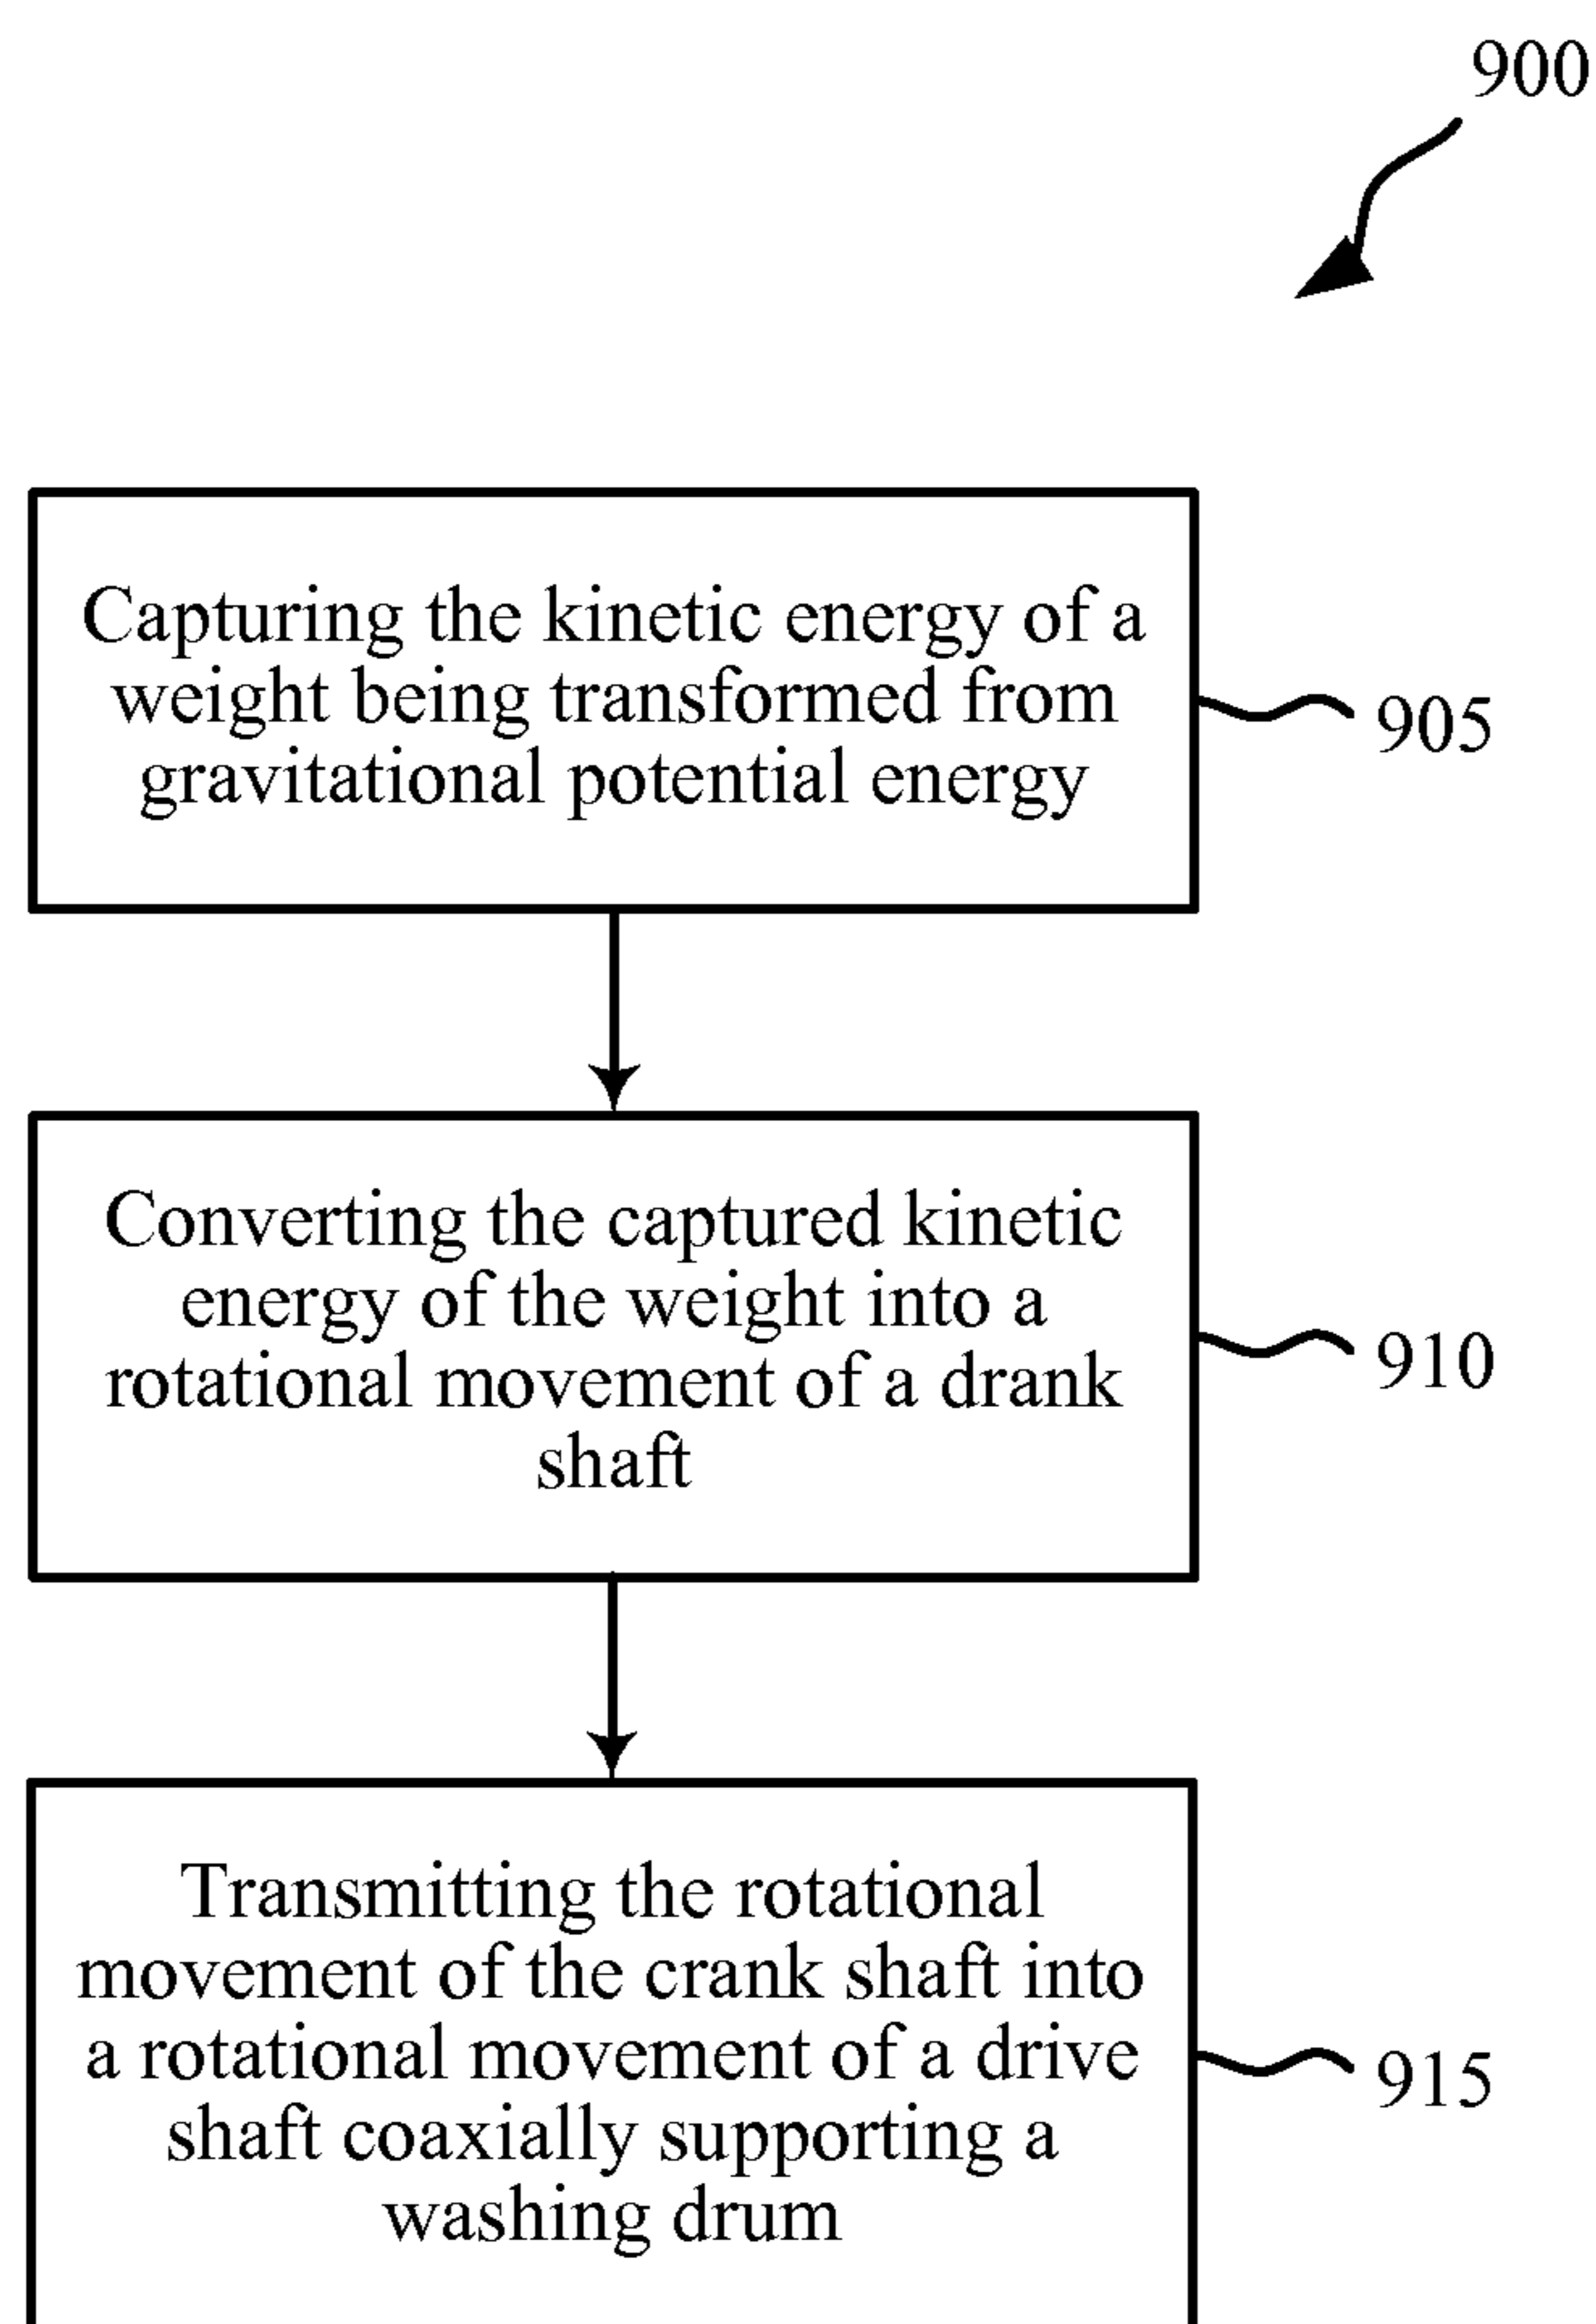 900
Capturing the kinetic energy of a
weight being transformed from
gravitational potential energy
905
Converting the captured kinetic
energy of the weight into a
rotational movement of a drank
shaft
910
Transmitting the rotational
movement of the crank shaft into
a rotational movement of a drive
shaft coaxially supporting a
washing drum
915